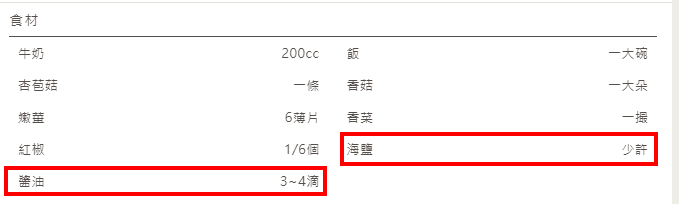 食材
牛奶 200cc 飯 一大碗
杏苞菇 一條 香菇 一大朵
嫩薑 6薄片 香菜 一撮
紅椒 1/6個 海鹽 少許
醬油 3~4滴